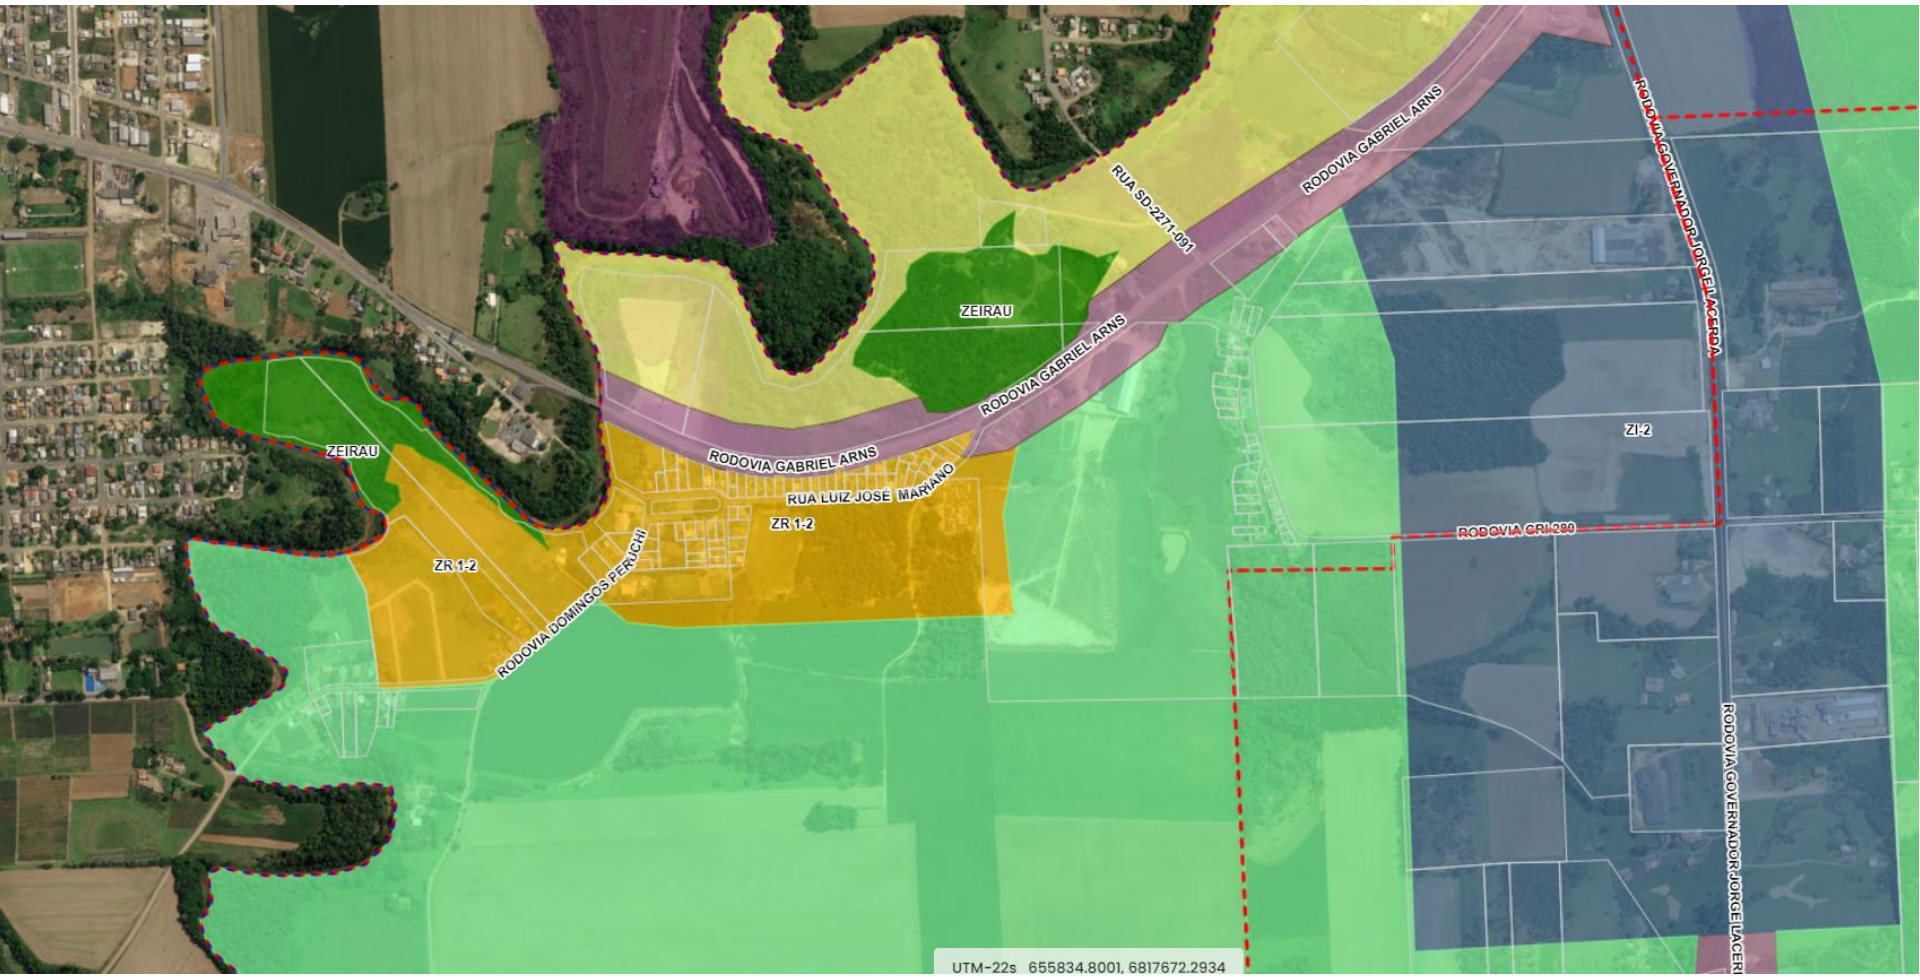 RODOVIA GABRIEL ARNS
RODOVIA GOVERNADOR JORGE LACERDA
RUA SD-2271-091
ZEIRAU
RODOVIA GABRIEL ARNS
ZEIRAU
RODOVIA GABRIEL ARNS
ZI-2
RUA LUIZ JOSÉ MARIANO
ZR 1-2
RODOVIA CRI-280
ZR 1-2
RODOVIA DOMINGOS PERUCHI
RODOVIA GOVERNADOR JORGE LACER
UTM-22s 655834.8001, 6817672.2934